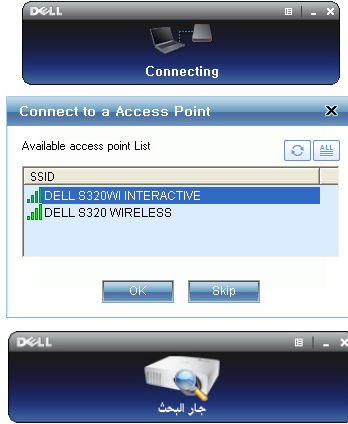 DELL
Connecting
Connect to a Access Point
Available access point List
ALL
SSID
DELL S320WI INTERACTIVE
DELL S320 WIRELESS
OK Skip
DELL
جار البحث